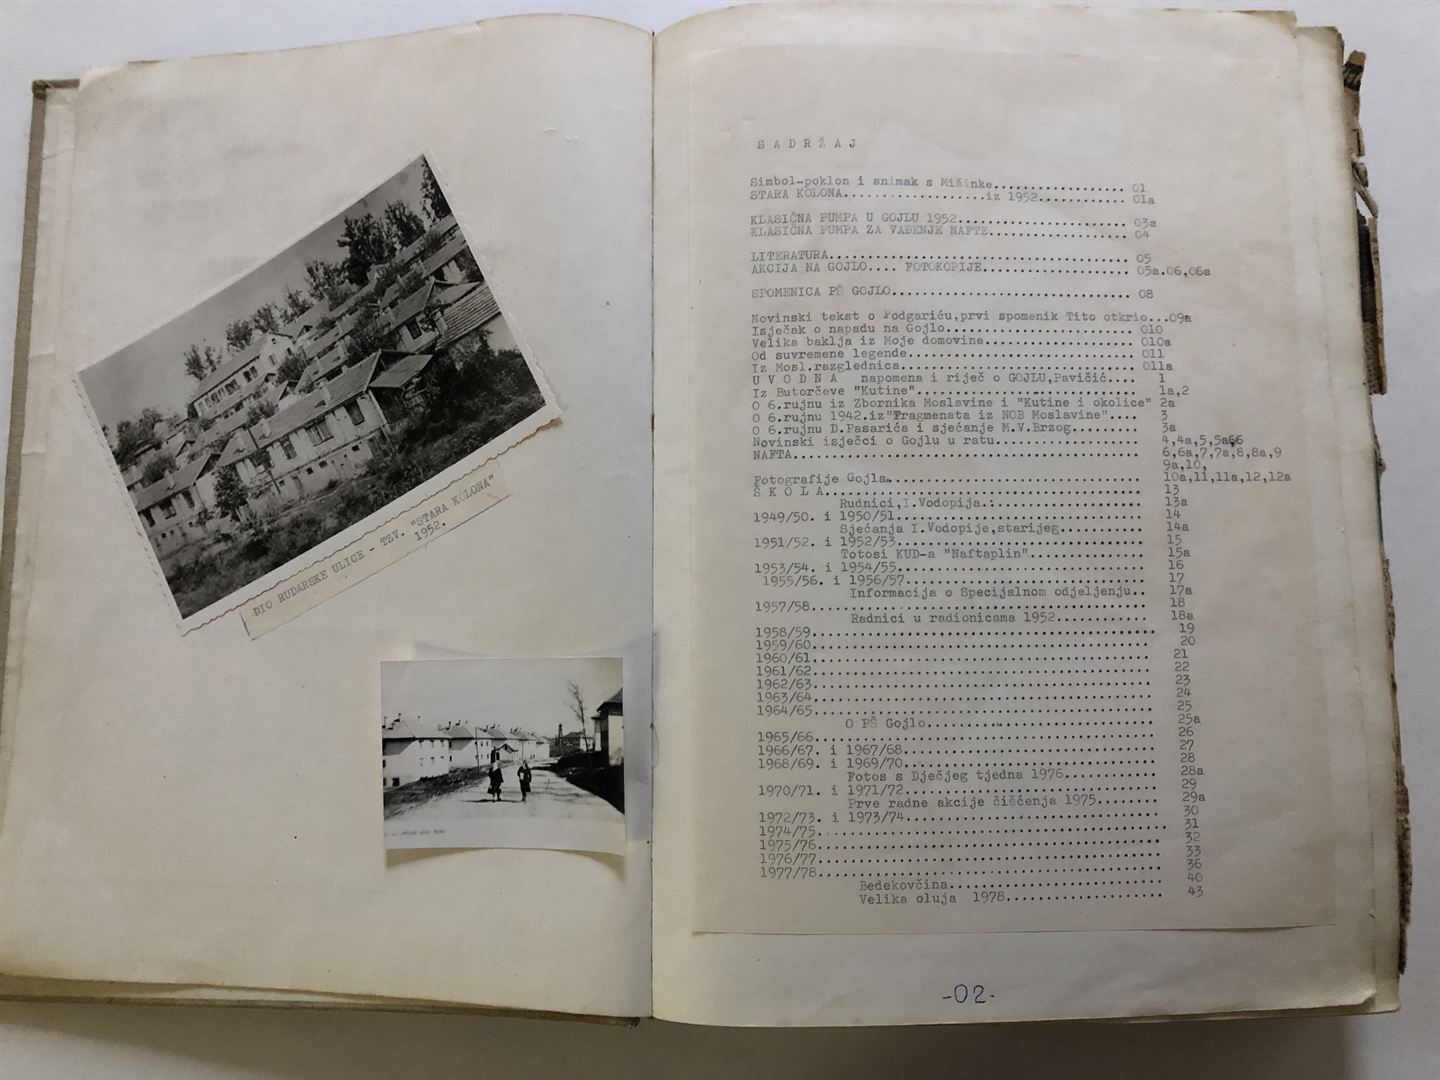 DIO RUDARSKE ULICE - TZV. "STARA KOLONA"
1952.
S A D R Ž A J
Simbol-poklon i snimak s Mišinke................... 01
STARA KOLONA....................iz 1952............ 01a
KLASIČNA PUMPA U GOJLU 1952........................ 03a
KLASIČNA PUMPA ZA VAĐENJE NAFTE.................... 04
LITERATURA......................................... 05
AKCIJA NA GOJLO.... FOTOKOPIJE..................... 05a.06,06a
SPOMENICA PŠ GOJLO................................. 08
Novinski tekst o Podgariću,prvi spomenik Tito otkrio...09a
Isječak o napadu na Gojlo.......................... 010
Velika baklja iz Moje domovine..................... 010a
Od suvremene legende............................... 011
Iz Mosl.razglednica................................ 011a
U V O D N A napomena i riječ o GOJLU,Pavičić.... 1
Iz Butorčeve "Kutine".............................. 1a,2
O 6.rujnu iz Zbornika Moslavine i "Kutine i okolice" 2a
O 6.rujnu 1942.iz"Fragmenata iz NOB Moslavine".... 3
O 6.rujnu D.Pasarića i sjećanje M.V.Brzog......... 3a
Novinski isječci o Gojlu u ratu.................... 4,4a,5,5a66
NAFTA.............................................. 6,6a,7,7a,8,8a,9
9a,10,
Fotografije Gojla.................................. 10a,11,11a,12,12a
Š K O L A.......................................... 13
Rudnici,I.Vodopija.................... 13a
1949/50. i 1950/51................................. 14
Sjećanja I.Vodopije,starijeg........... 14a
1951/52. i 1952/53................................. 15
Totosi KUD-a "Naftaplin"............... 15a
1953/54. i 1954/55................................. 16
1955/56. i 1956/57................................. 17
Informacija o Specijalnom odjeljenju.. 17a
1957/58............................................ 18
Radnici u radionicama 1952............ 18a
1958/59............................................ 19
1959/60............................................ 20
1960/61............................................ 21
1961/62............................................ 22
1962/63............................................ 23
1963/64............................................ 24
1964/65............................................ 25
O PŠ Gojlo............................ 25a
1965/66............................................ 26
1966/67. i 1967/68................................. 27
1968/69. i 1969/70................................. 28
Fotos s Dječjeg tjedna 1976........... 28a
1970/71. i 1971/72................................. 29
Prve radne akcije čišćenja 1975........ 29a
1972/73. i 1973/74................................. 30
1974/75............................................ 31
1975/76............................................ 32
1976/77............................................ 33
1977/78............................................ 36
Bedekovčina........................... 40
Velika oluja 1978..................... 43
-02-